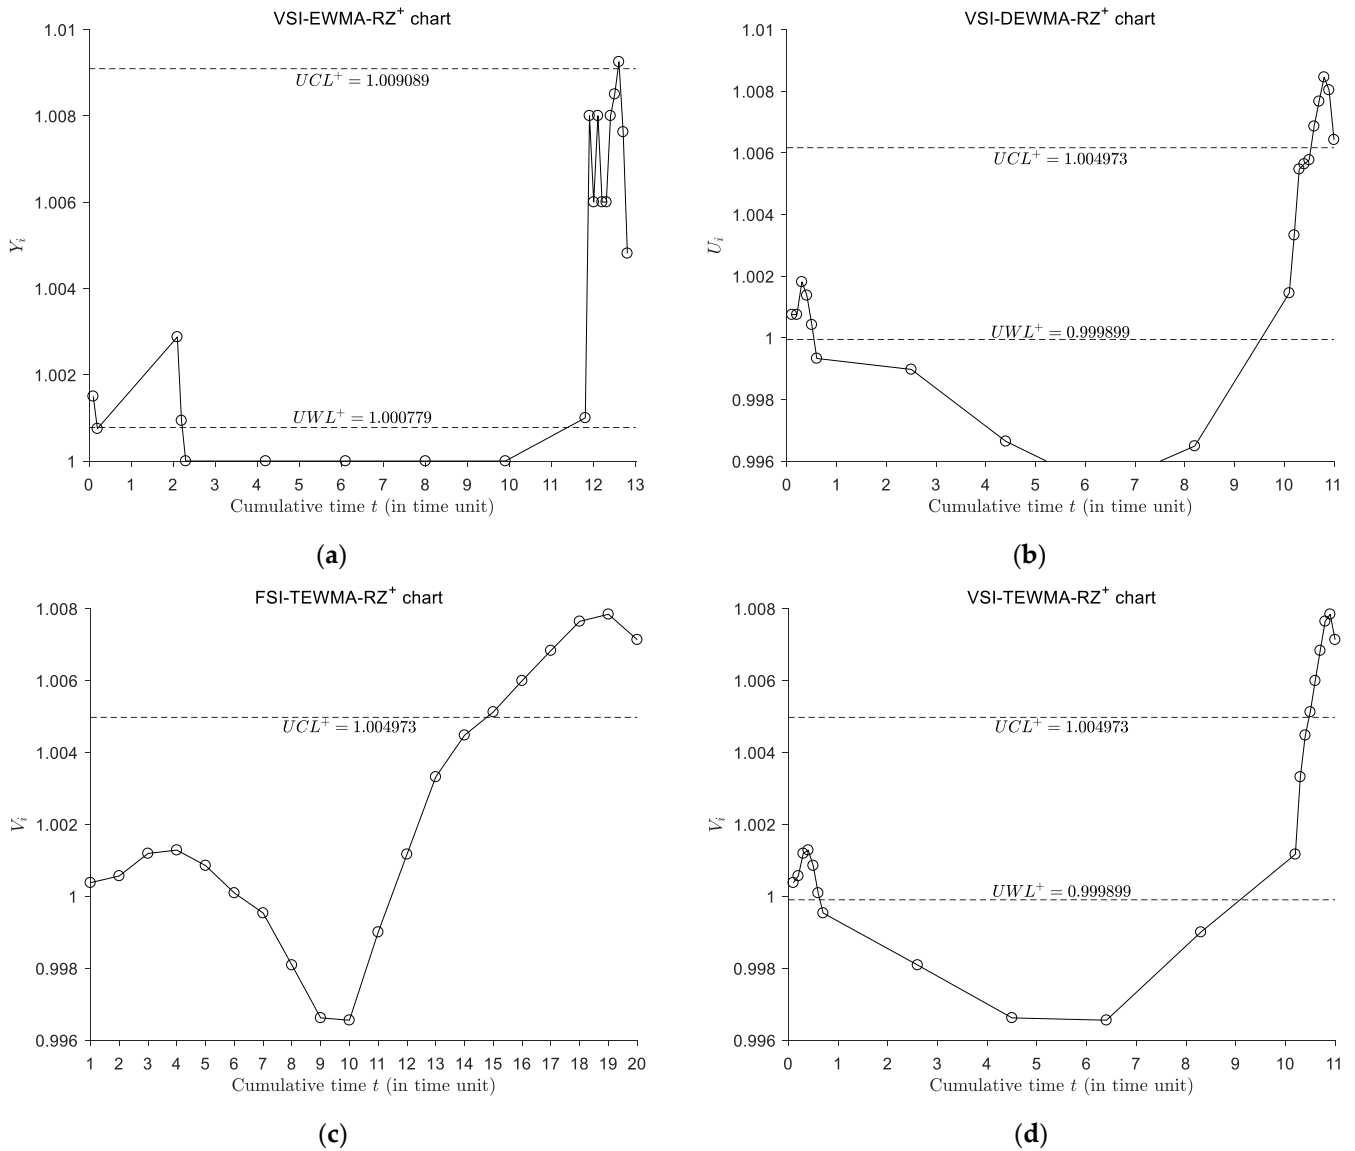 VSI-EWMA-RZ+ chart
1.01
1.008
1.006
1.004
1.002
1
Y_i
UCL+ = 1.009089
UWL+ = 1.000779
0 1 2 3 4 5 6 7 8 9 10 11 12 13
Cumulative time t (in time unit)
(a)
VSI-DEWMA-RZ+ chart
1.01
1.008
1.006
1.004
1.002
1
0.998
0.996
U_i
UCL+ = 1.004973
UWL+ = 0.999899
0 1 2 3 4 5 6 7 8 9 10 11
Cumulative time t (in time unit)
(b)
FSI-TEWMA-RZ+ chart
1.008
1.006
1.004
1.002
1
0.998
0.996
V_i
UCL+ = 1.004973
1 2 3 4 5 6 7 8 9 10 11 12 13 14 15 16 17 18 19 20
Cumulative time t (in time unit)
(c)
VSI-TEWMA-RZ+ chart
1.008
1.006
1.004
1.002
1
0.998
0.996
V_i
UCL+ = 1.004973
UWL+ = 0.999899
0 1 2 3 4 5 6 7 8 9 10 11
Cumulative time t (in time unit)
(d)